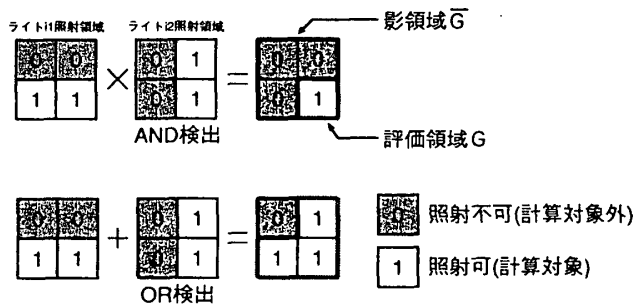 ライトi1照射領域 ライトi2照射領域
影領域G̅
0 0 × 0 1 = 0 0
1 1 0 1 0 1
AND検出
評価領域G
0 0 + 0 1 = 0 1
1 1 0 1 1 1
OR検出
0 照射不可(計算対象外)
1 照射可(計算対象)